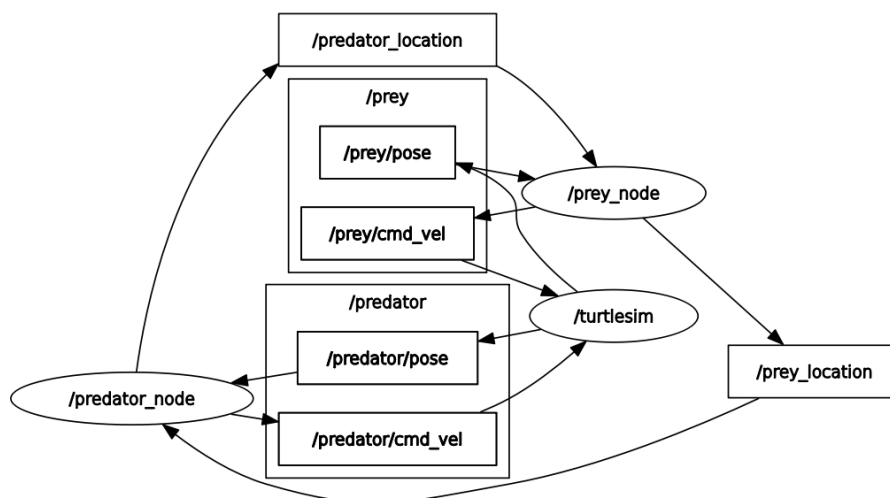 /predator_location
/prey
/prey/pose
/prey_node
/prey/cmd_vel
/predator
/turtlesim
/predator/pose
/prey_location
/predator_node
/predator/cmd_vel